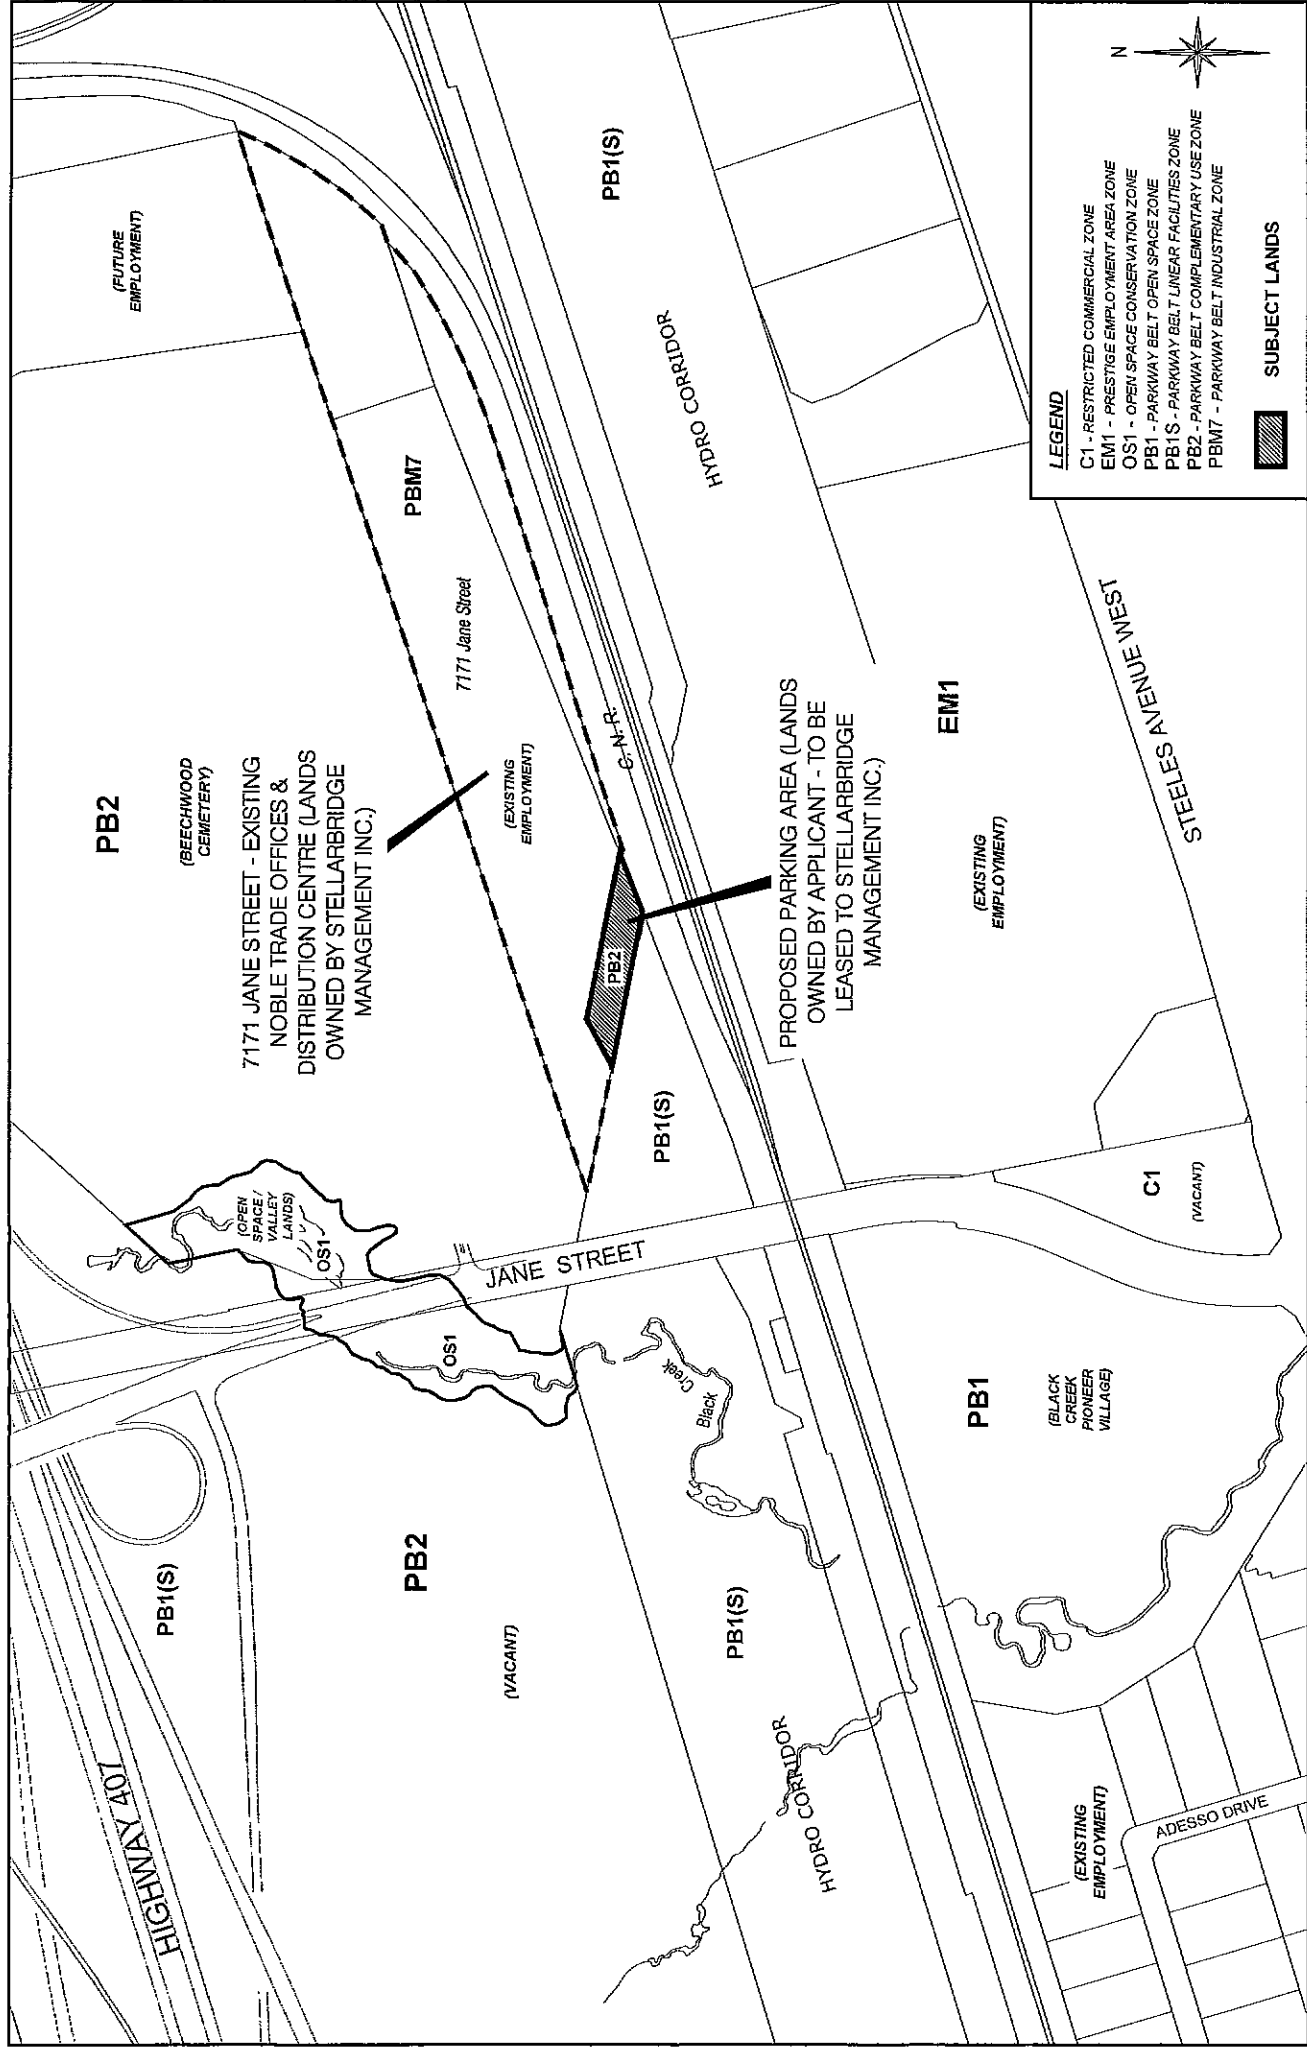 HIGHWAY 407
PB1(S)
PB2
(VACANT)
PB1(S)
HYDRO CORRIDOR
OS1
(OPEN
SPACE /
VALLEY
LANDS)
OS1
JANE STREET
Black
Creek
PB2
(BEECHWOOD
CEMETERY)
(FUTURE
EMPLOYMENT)
7171 JANE STREET - EXISTING
NOBLE TRADE OFFICES &
DISTRIBUTION CENTRE (LANDS
OWNED BY STELLARBRIDGE
MANAGEMENT INC.)
7171 Jane Street
PBM7
(EXISTING
EMPLOYMENT)
PB2
PB1(S)
C.N.R.
PROPOSED PARKING AREA (LANDS
OWNED BY APPLICANT - TO BE
LEASED TO STELLARBRIDGE
MANAGEMENT INC.)
HYDRO CORRIDOR
PB1(S)
EM1
(EXISTING
EMPLOYMENT)
STEELES AVENUE WEST
C1
(VACANT)
PB1
(BLACK
CREEK
PIONEER
VILLAGE)
(EXISTING
EMPLOYMENT)
ADESSO DRIVE
N
LEGEND
C1 - RESTRICTED COMMERCIAL ZONE
EM1 - PRESTIGE EMPLOYMENT AREA ZONE
OS1 - OPEN SPACE CONSERVATION ZONE
PB1 - PARKWAY BELT OPEN SPACE ZONE
PB1S - PARKWAY BELT LINEAR FACILITIES ZONE
PB2 - PARKWAY BELT COMPLEMENTARY USE ZONE
PBM7 - PARKWAY BELT INDUSTRIAL ZONE
SUBJECT LANDS